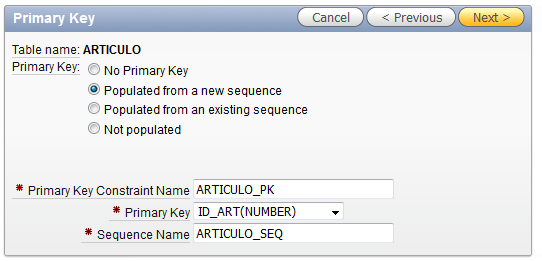 Primary Key Cancel < Previous Next >
Table name: ARTICULO
Primary Key: No Primary Key
Populated from a new sequence
Populated from an existing sequence
Not populated
* Primary Key Constraint Name ARTICULO_PK
* Primary Key ID_ART(NUMBER)
* Sequence Name ARTICULO_SEQ